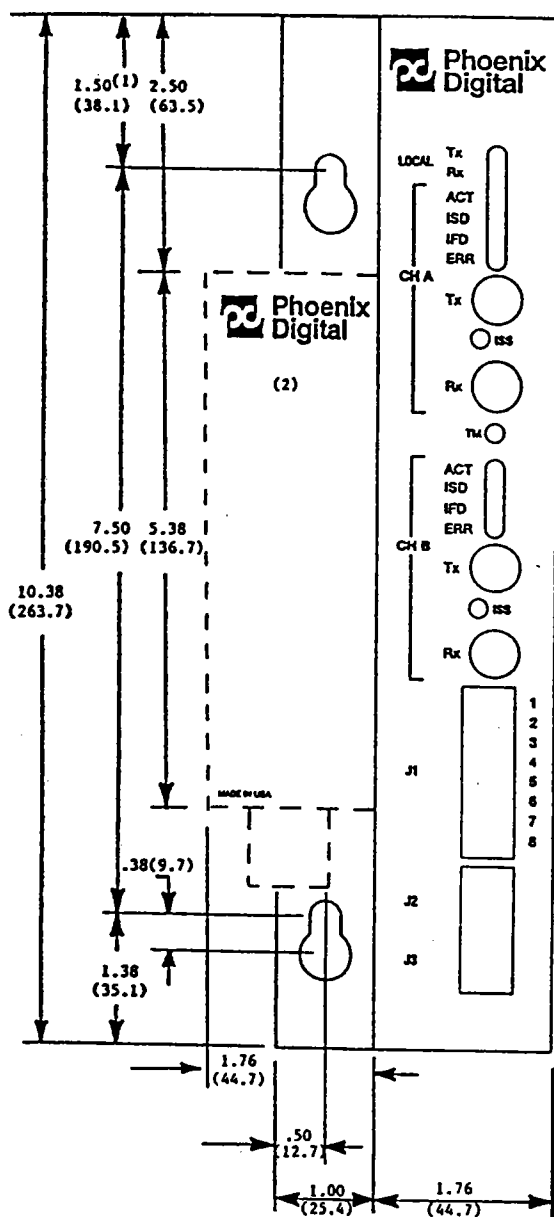 1.50(1)
(38.1)
2.50
(63.5)
Phoenix
Digital
LOCAL
Tx
Rx
ACT
ISD
IFD
ERR
CH A
Tx
ISS
Rx
TM
ACT
ISD
IFD
ERR
CH B
Tx
ISS
Rx
Phoenix
Digital
(2)
7.50
(190.5)
5.38
(136.7)
10.38
(263.7)
MADE IN USA
J1
1
2
3
4
5
6
7
8
.38(9.7)
J2
J3
1.38
(35.1)
1.76
(44.7)
.50
(12.7)
1.00
(25.4)
1.76
(44.7)